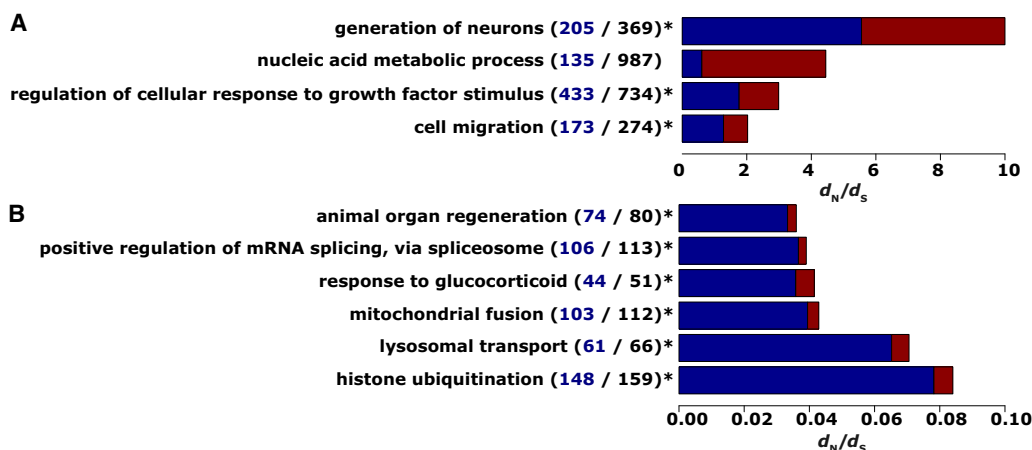 A
generation of neurons (205 / 369)*
nucleic acid metabolic process (135 / 987)
regulation of cellular response to growth factor stimulus (433 / 734)*
cell migration (173 / 274)*
0 2 4 6 8 10
dN/dS
B
animal organ regeneration (74 / 80)*
positive regulation of mRNA splicing, via spliceosome (106 / 113)*
response to glucocorticoid (44 / 51)*
mitochondrial fusion (103 / 112)*
lysosomal transport (61 / 66)*
histone ubiquitination (148 / 159)*
0.00 0.02 0.04 0.06 0.08 0.10
dN/dS